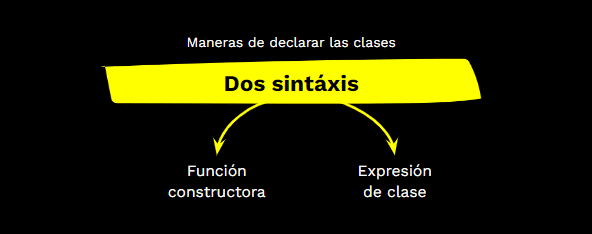 Maneras de declarar las clases
Dos sintáxis
Función
constructora
Expresión
de clase